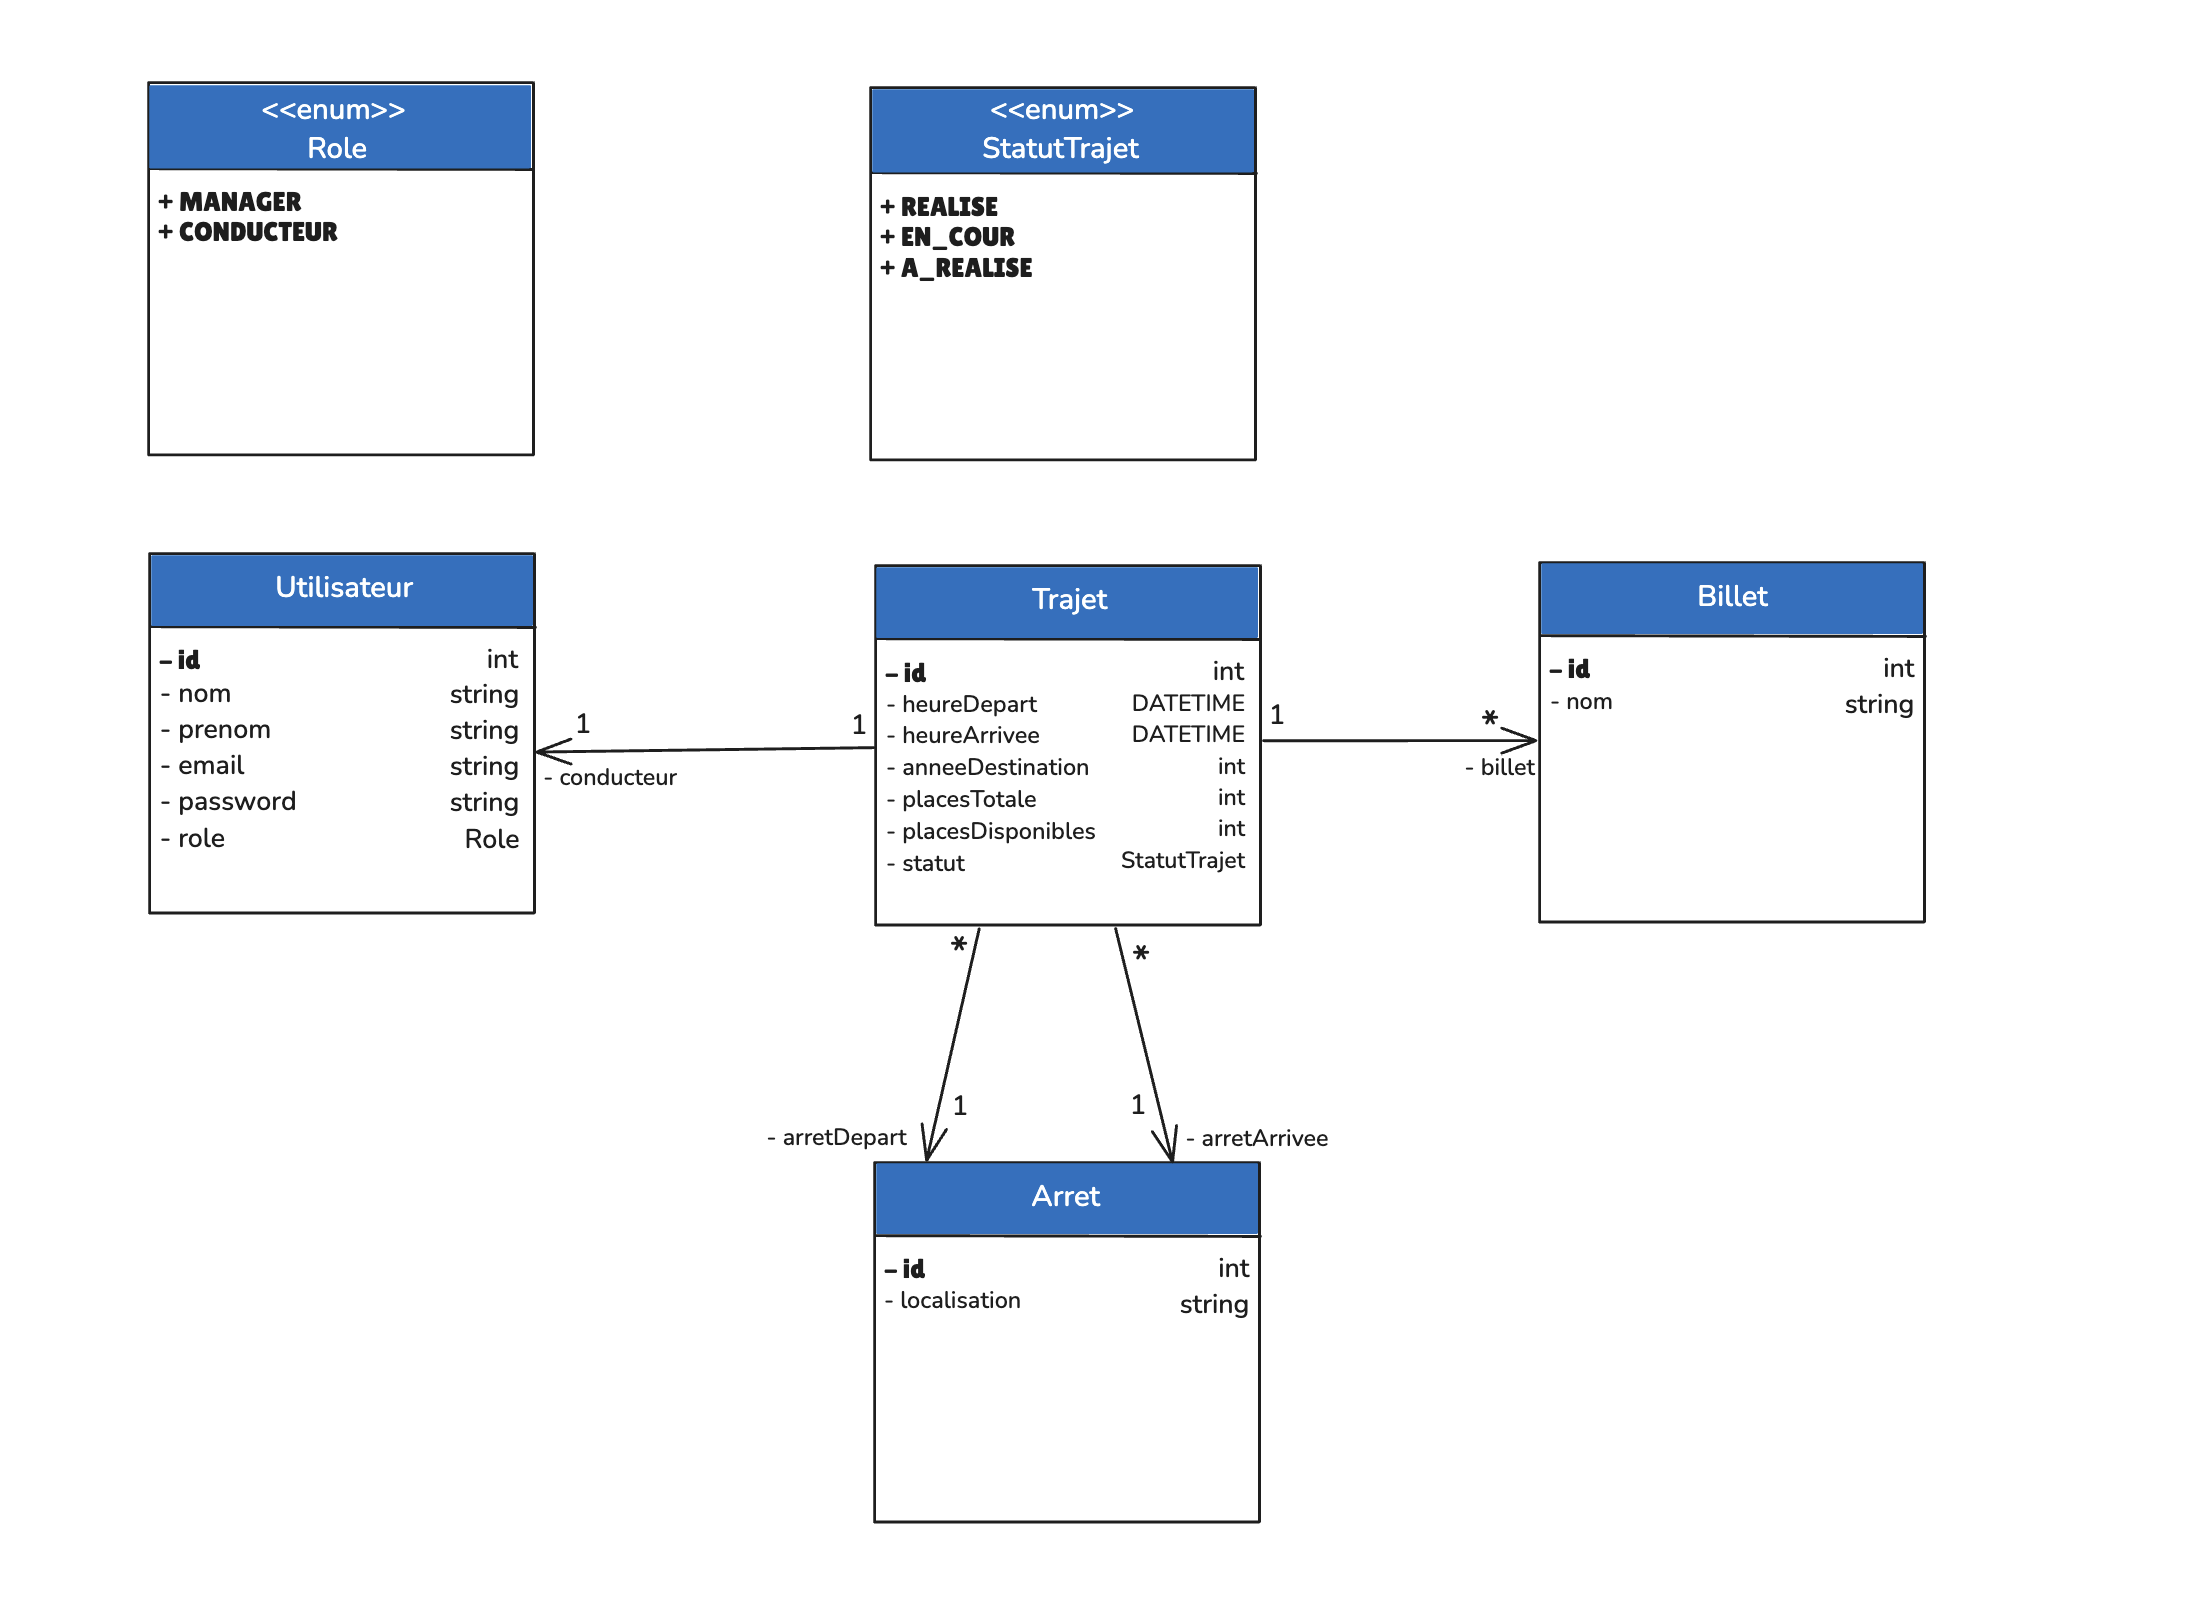 <<enum>>
Role
+ MANAGER
+ CONDUCTEUR
<<enum>>
StatutTrajet
+ REALISE
+ EN_COUR
+ A_REALISE
Utilisateur
- id int
- nom string
- prenom string
- email string
- password string
- role Role
1
1
- conducteur
Trajet
- id int
- heureDepart DATETIME
- heureArrivee DATETIME
- anneeDestination int
- placesTotale int
- placesDisponibles int
- statut StatutTrajet
1
*
- billet
Billet
- id int
- nom string
*
*
1
1
- arretDepart
- arretArrivee
Arret
- id int
- localisation string